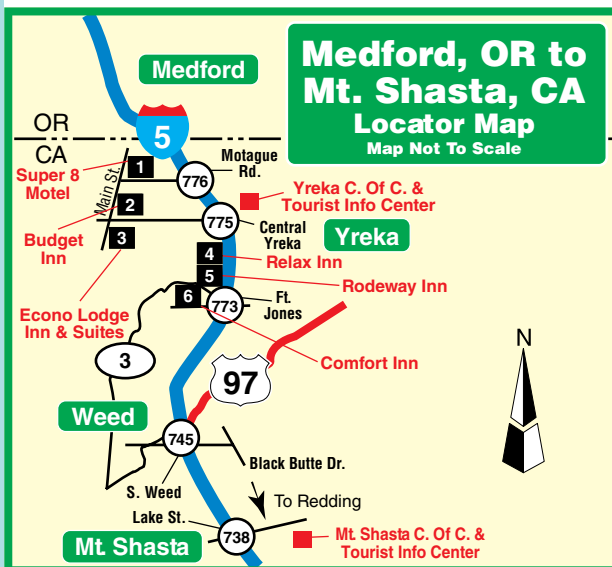 Medford, OR to
Mt. Shasta, CA
Locator Map
Map Not To Scale
Medford
OR
CA
5
Motague
Rd.
Super 8
Motel
1
776
Main St.
Yreka C. Of C. &
Tourist Info Center
2
775
Central
Yreka
Yreka
Budget
Inn
3
4
Relax Inn
5
Rodeway Inn
6
773
Ft.
Jones
Econo Lodge
Inn & Suites
Comfort Inn
3
97
N
Weed
745
Black Butte Dr.
S. Weed
To Redding
Lake St.
738
Mt. Shasta
Mt. Shasta C. Of C. &
Tourist Info Center